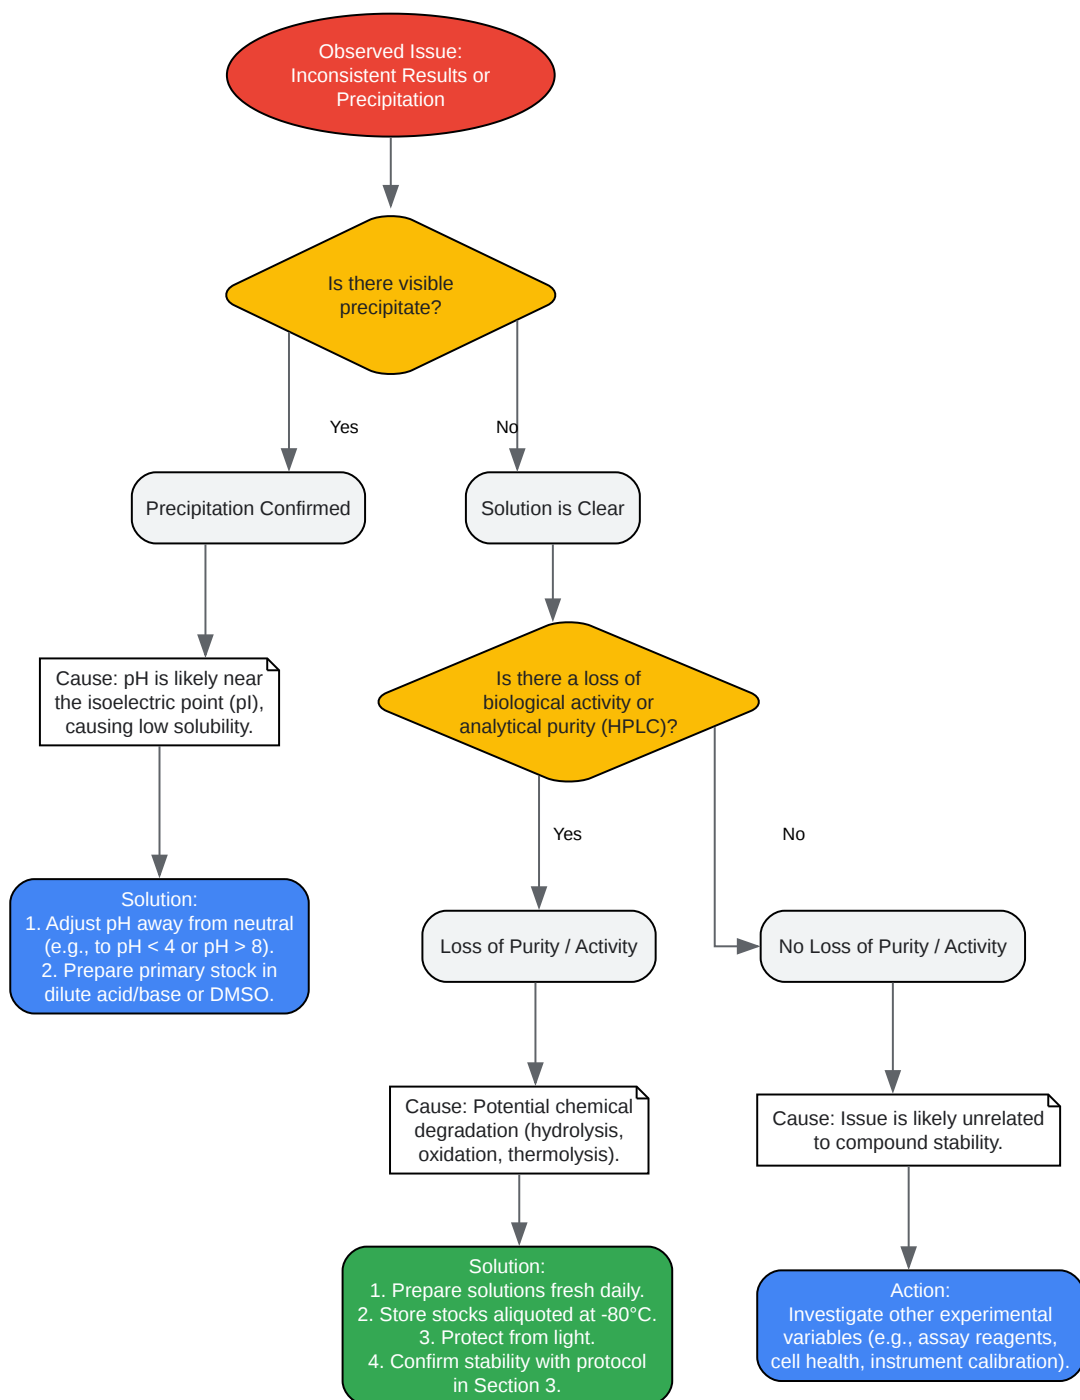 Observed Issue:
Inconsistent Results or
Precipitation
Is there visible
precipitate?
Yes
No
Precipitation Confirmed
Solution is Clear
Cause: pH is likely near
the isoelectric point (pI),
causing low solubility.
Is there a loss of
biological activity or
analytical purity (HPLC)?
Yes
No
Solution:
1. Adjust pH away from neutral
(e.g., to pH < 4 or pH > 8).
2. Prepare primary stock in
dilute acid/base or DMSO.
Loss of Purity / Activity
No Loss of Purity / Activity
Cause: Potential chemical
degradation (hydrolysis,
oxidation, thermolysis).
Cause: Issue is likely unrelated
to compound stability.
Solution:
1. Prepare solutions fresh daily.
2. Store stocks aliquoted at -80°C.
3. Protect from light.
4. Confirm stability with protocol
in Section 3.
Action:
Investigate other experimental
variables (e.g., assay reagents,
cell health, instrument calibration).